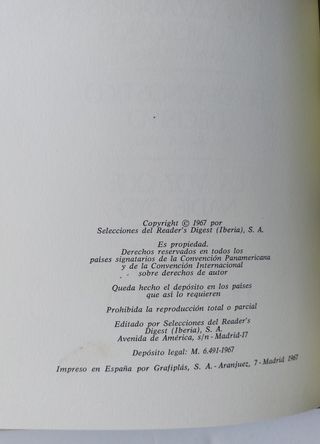 Copyright © 1967 por
Selecciones del Reader's Digest (Iberia), S. A.
Es propiedad.
Derechos reservados en todos los
países signatarios de la Convención Panamericana
y de la Convención Internacional
sobre derechos de autor
Queda hecho el depósito en los países
que así lo requieren
Prohibida la reproducción total o parcial
Editado por Selecciones del Reader's
Digest (Iberia), S. A.
Avenida de América, s/n - Madrid-17
Depósito legal: M. 6.491-1967
Impreso en España por Grafiplás, S. A. - Aranjuez, 7 - Madrid 1967